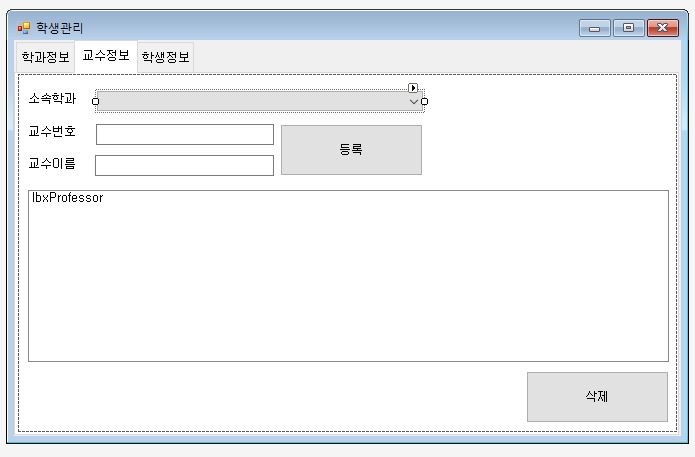 학생관리
학과정보 교수정보 학생정보
소속학과
교수번호
등록
교수이름
lbxProfessor
삭제